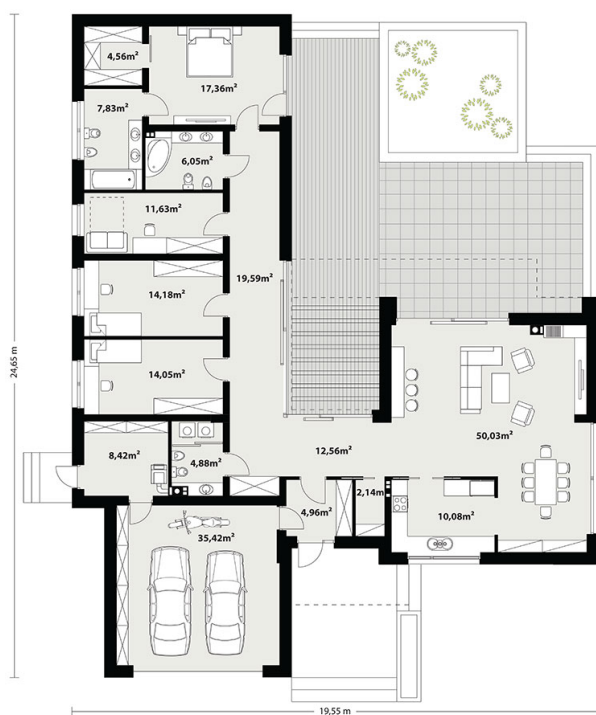 4,56m²
17,36m²
7,83m²
6,05m²
11,63m²
19,59m²
14,18m²
14,05m²
50,03m²
12,56m²
8,42m²
4,88m²
2,14m
4,96m²
10,08m²
35,42m²
24,65 m
19,55 m